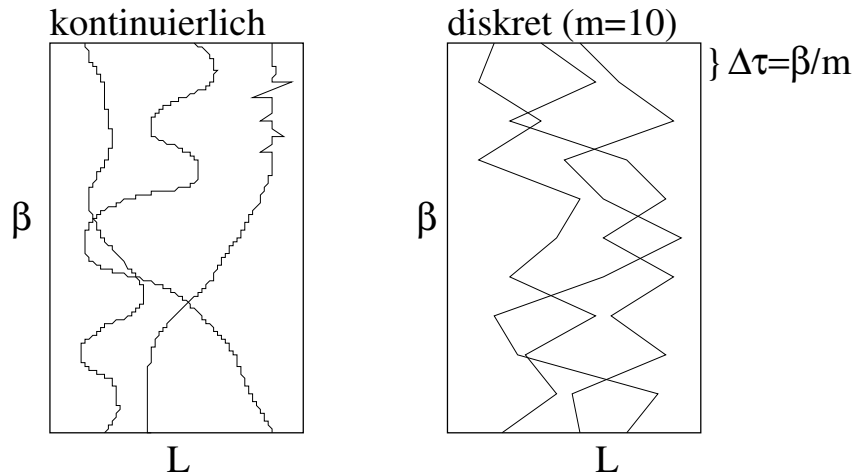 kontinuierlich
diskret (m=10)
} Δτ=β/m
β
β
L
L